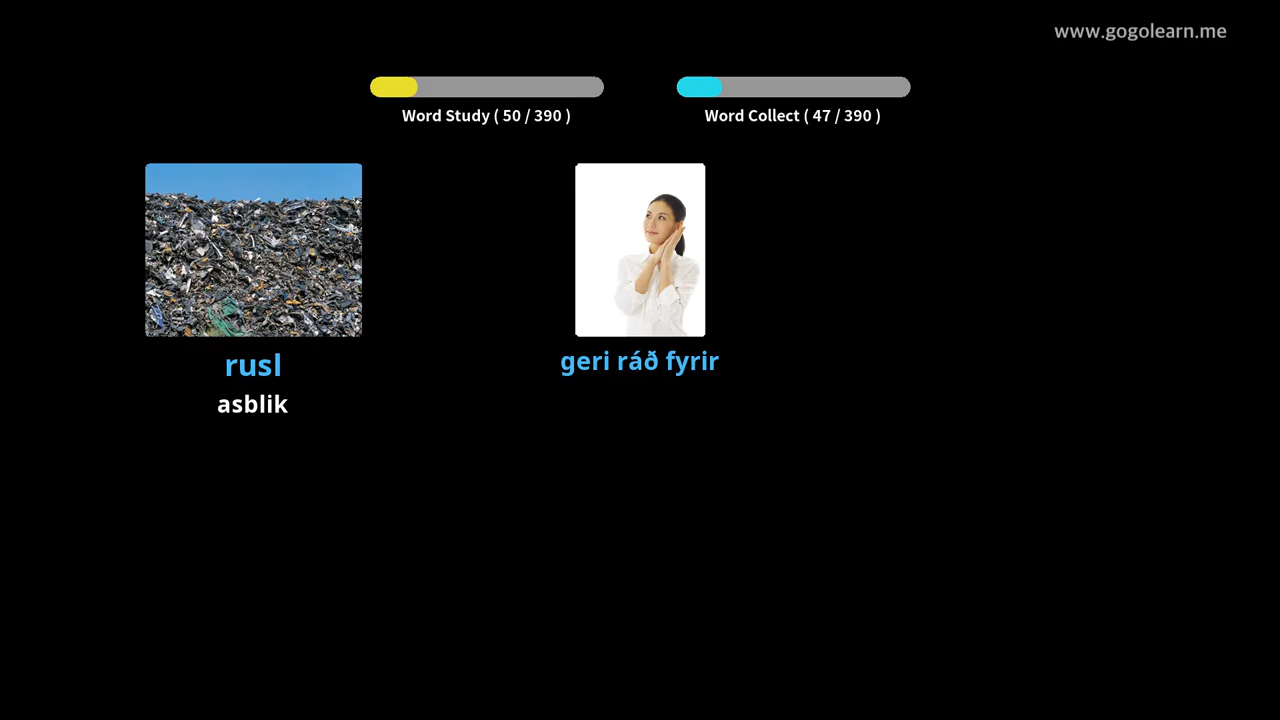 www.gogolearn.me
Word Study ( 50 / 390 )
Word Collect ( 47 / 390 )
rusl
asblik
geri ráð fyrir